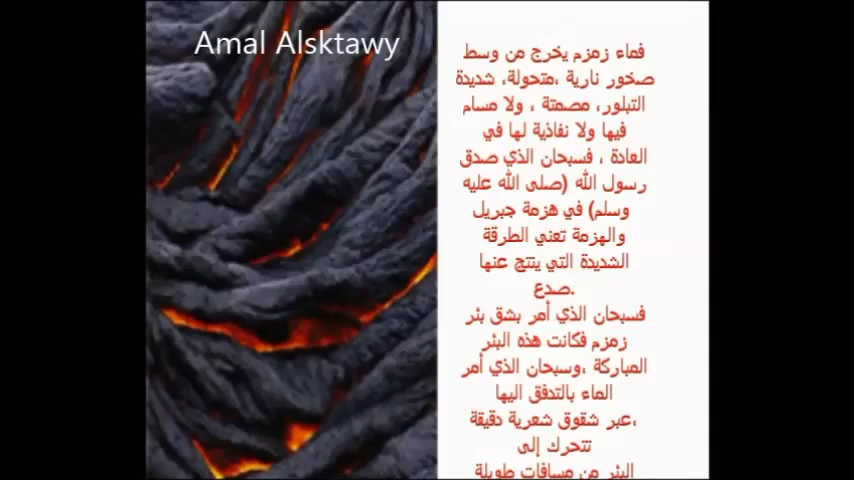 Amal Alsktawy
فماء زمزم يخرج من وسط
صخور نارية ،متحولة، شديدة
التبلور، مصمتة ، ولا مسام
فيها ولا نفاذية لها في
العادة ، فسبحان الذي صدق
رسول الله (صلى الله عليه
وسلم) في هزمة جبريل
والهزمة تعني الطرقة
الشديدة التي ينتج عنها
.صدع
فسبحان الذي أمر بشق بئر
زمزم فكانت هذه البئر
المباركة ،وسبحان الذي أمر
الماء بالتدفق اليها
،عبر شقوق شعرية دقيقة
تتحرك إلى
البئر من مسافات طويلة